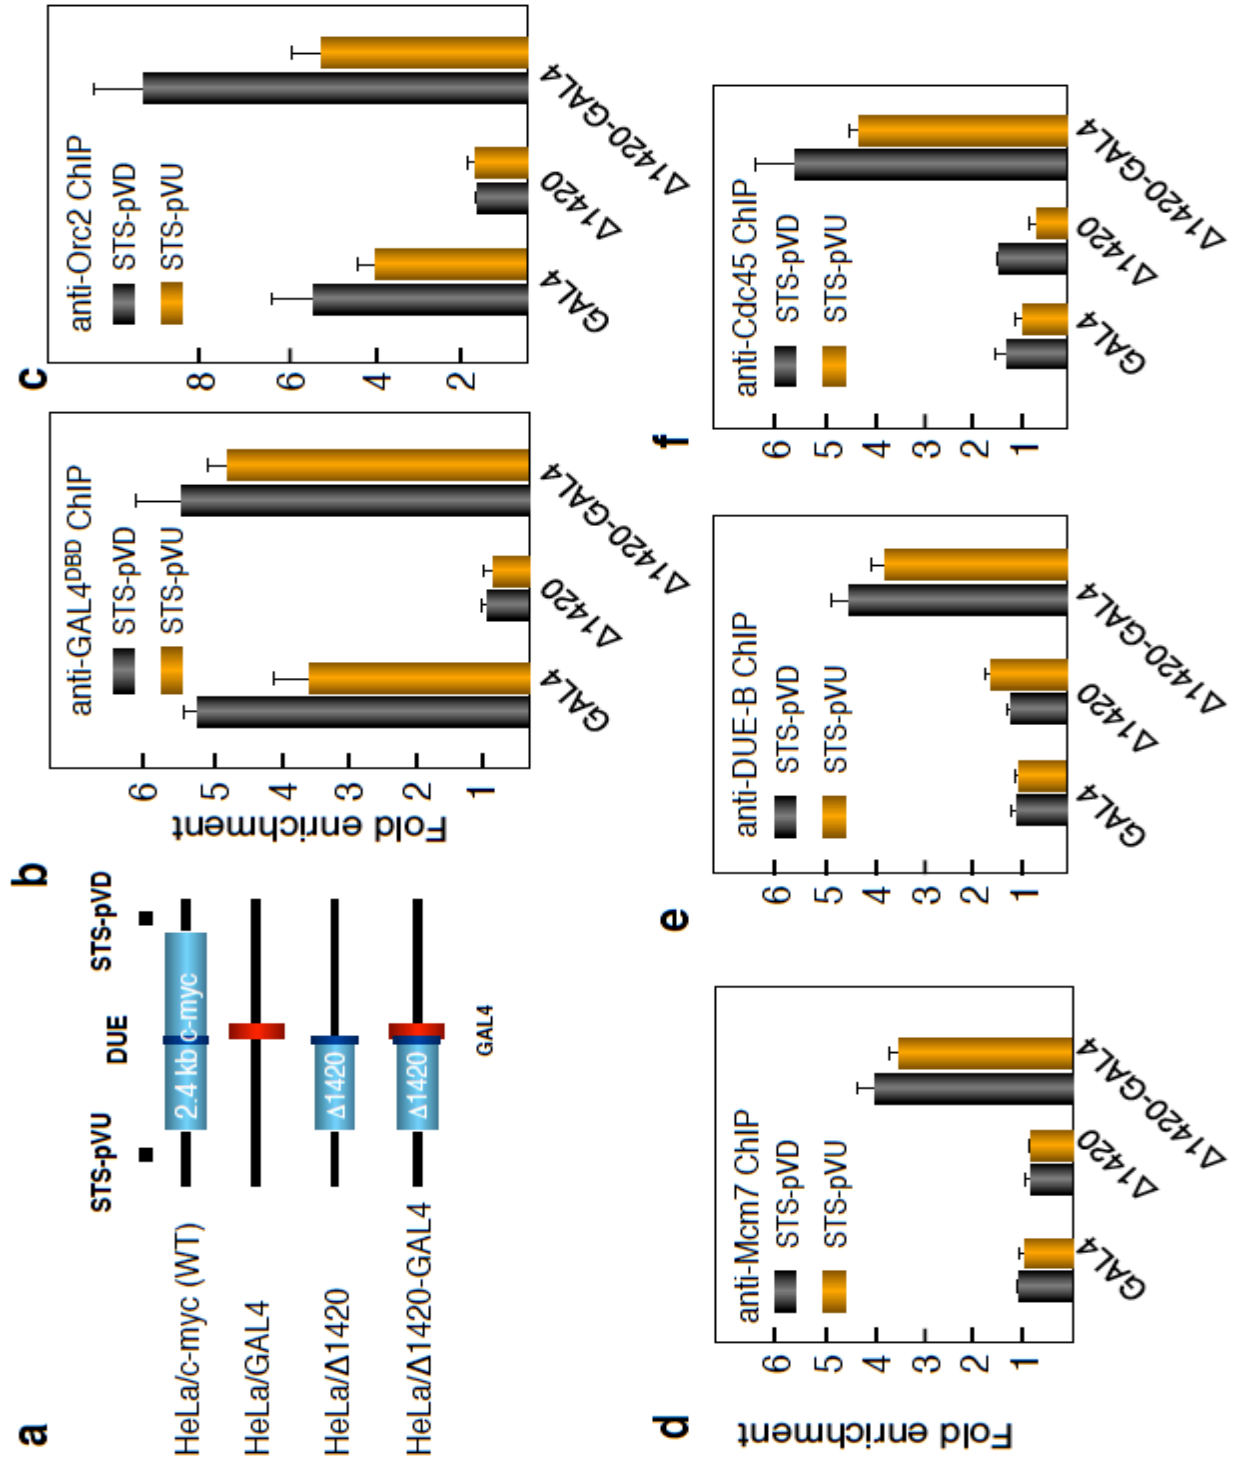 a
STS-pVU DUE STS-pVD
HeLa/c-myc (WT)
2.4 kb c-myc
HeLa/GAL4
HeLa/Δ1420
Δ1420
HeLa/Δ1420-GAL4
Δ1420
GAL4
b
anti-GAL4DBD ChIP
STS-pVD
STS-pVU
Fold enrichment
6
5
4
3
2
1
GAL4
Δ1420
Δ1420-GAL4
c
anti-Orc2 ChIP
STS-pVD
STS-pVU
8
6
4
2
GAL4
Δ1420
Δ1420-GAL4
d
anti-Mcm7 ChIP
STS-pVD
STS-pVU
Fold enrichment
6
5
4
3
2
1
GAL4
Δ1420
Δ1420-GAL4
e
anti-DUE-B ChIP
STS-pVD
STS-pVU
6
5
4
3
2
1
GAL4
Δ1420
Δ1420-GAL4
f
anti-Cdc45 ChIP
STS-pVD
STS-pVU
6
5
4
3
2
1
GAL4
Δ1420
Δ1420-GAL4